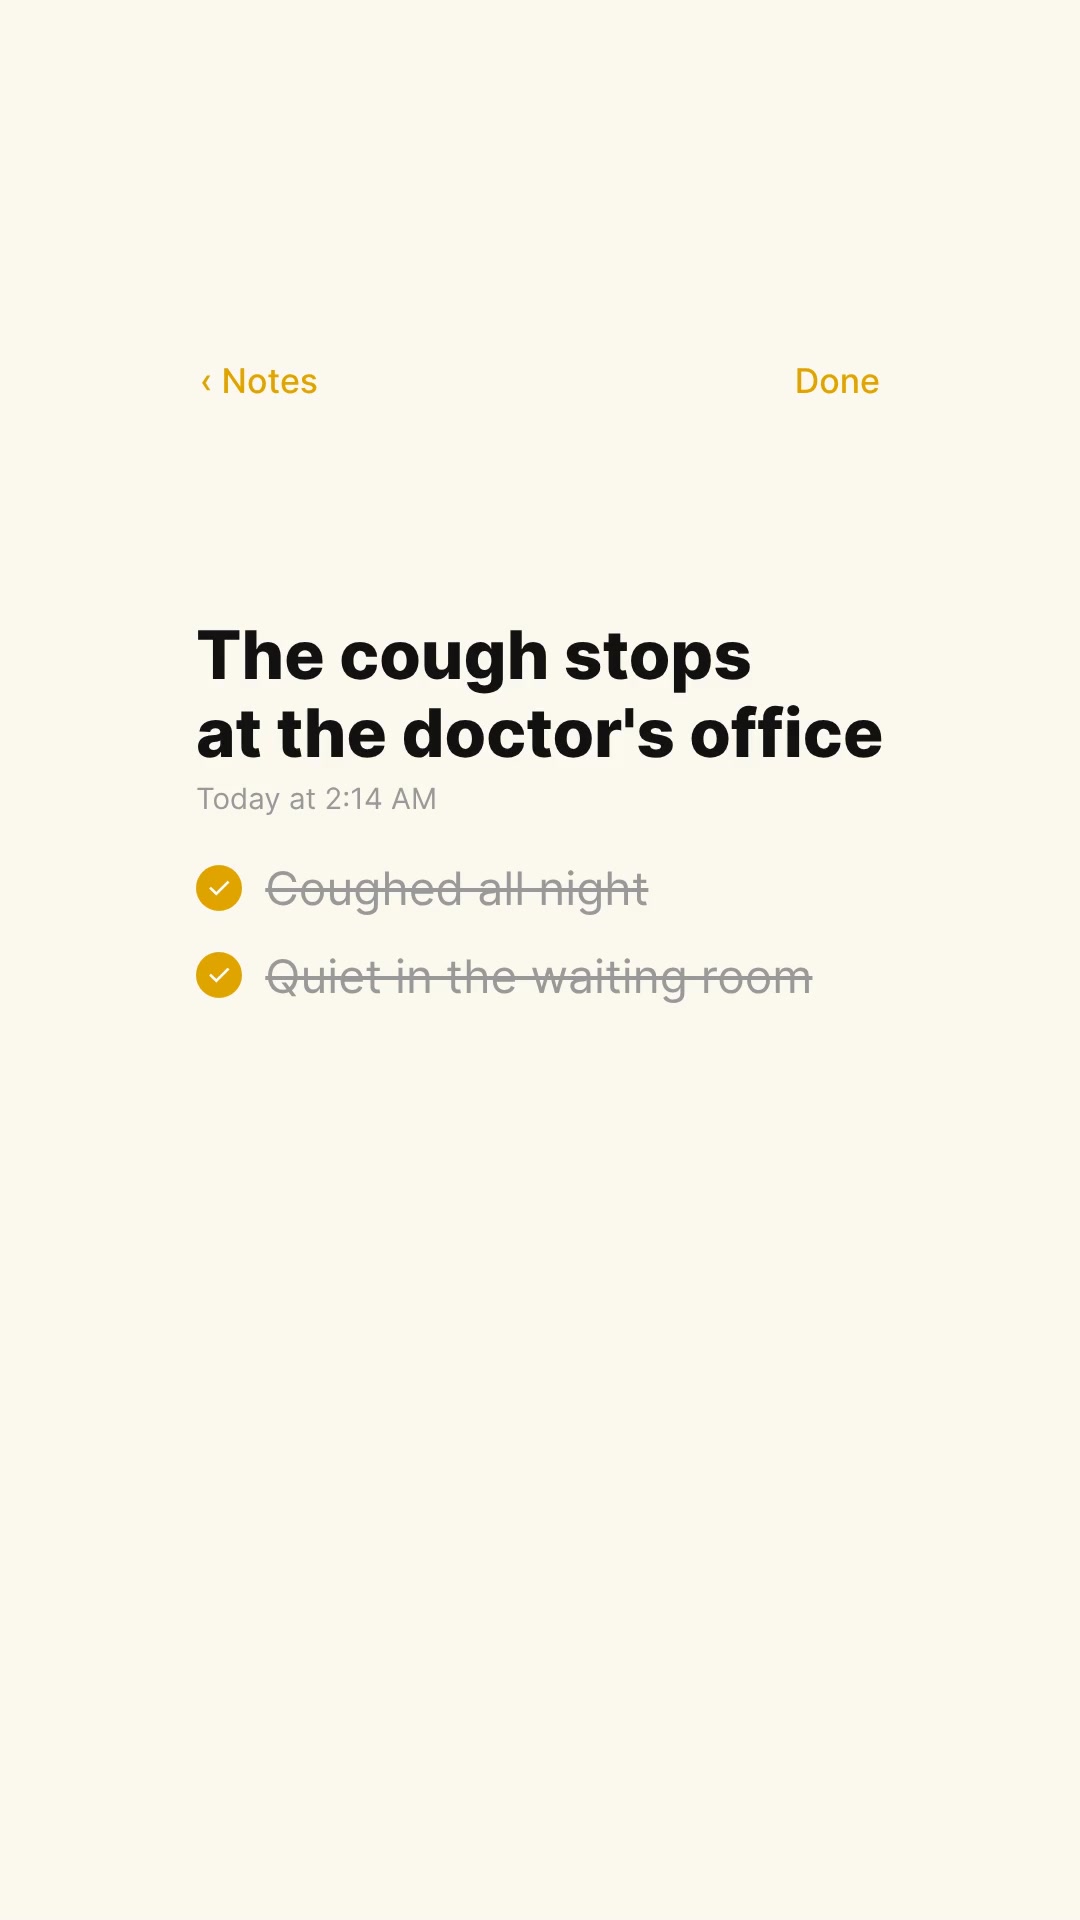 ‹ Notes
Done
The cough stops
at the doctor's office
Today at 2:14 AM
Coughed all night
Quiet in the waiting room